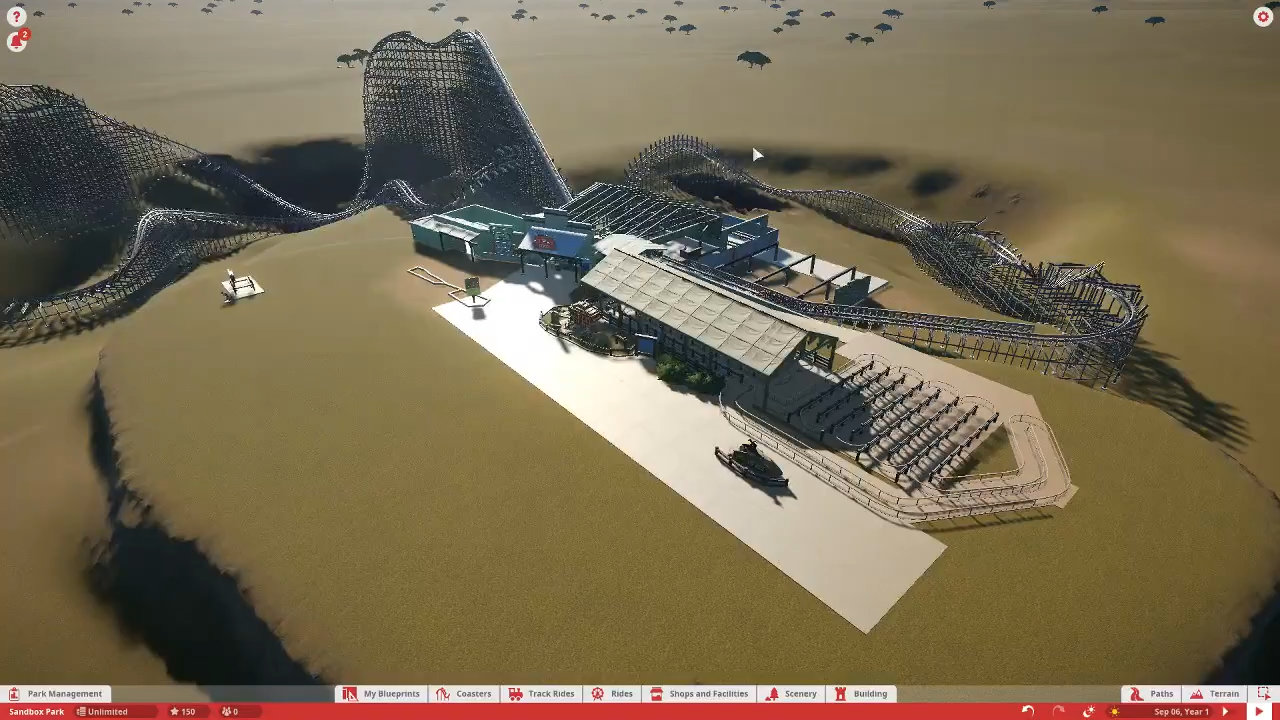 ?
2
Park Management
My Blueprints
Coasters
Track Rides
Rides
Shops and Facilities
Scenery
Building
Paths
Terrain
Sandbox Park
Unlimited
150
0
Sep 06, Year 1